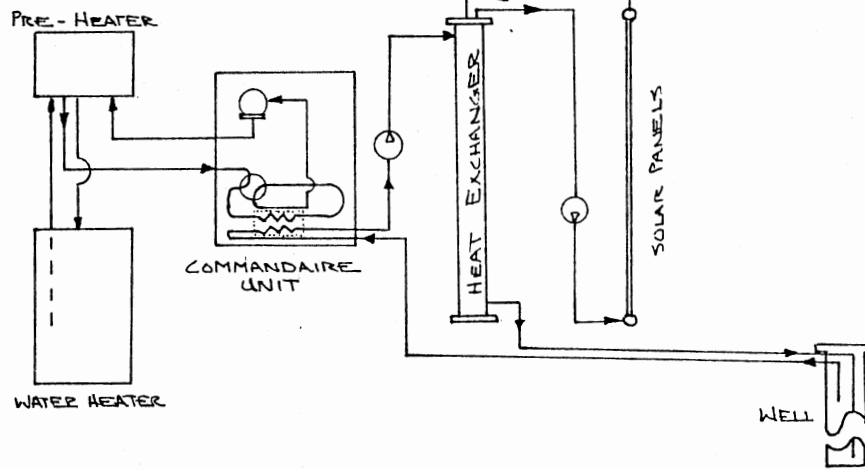 PRE-HEATER
COMMANDAIRE
UNIT
WATER HEATER
HEAT EXCHANGER
SOLAR PANELS
WELL